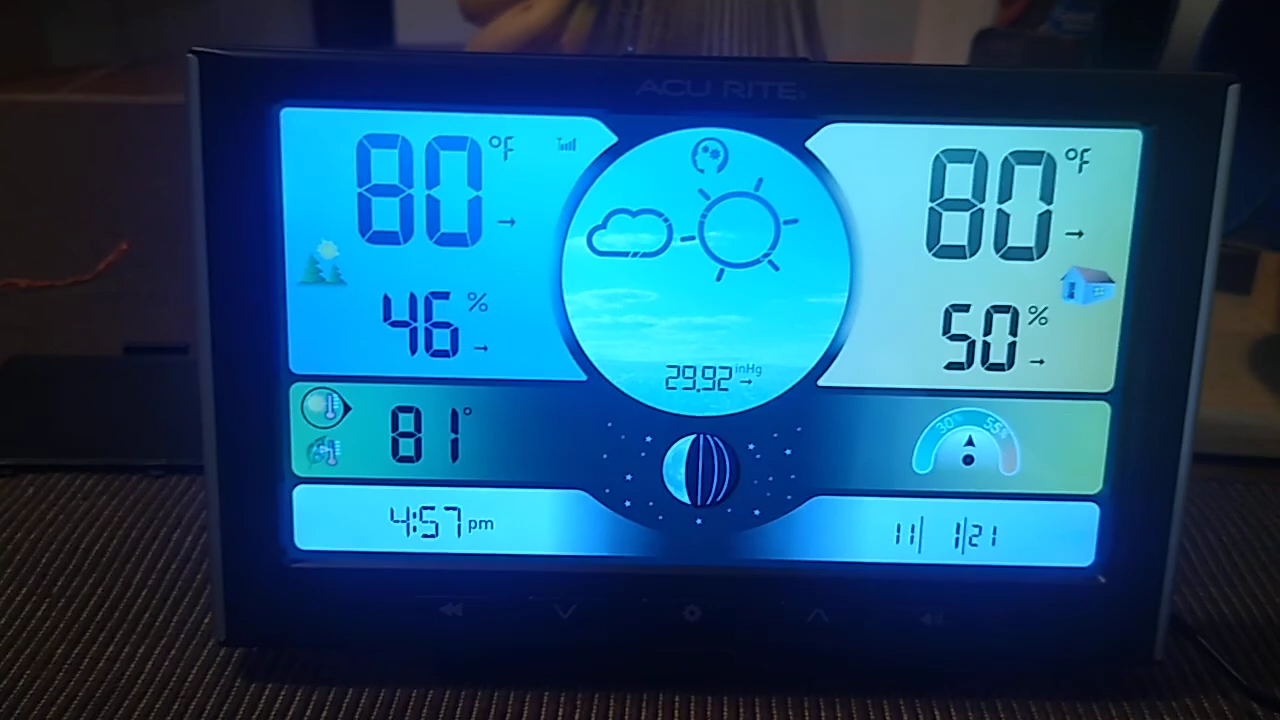 ACU RITE
80 °F
80 °F
46 %
50 %
29.92 inHg
81°
30% 55%
4:57 pm
11| 1|21